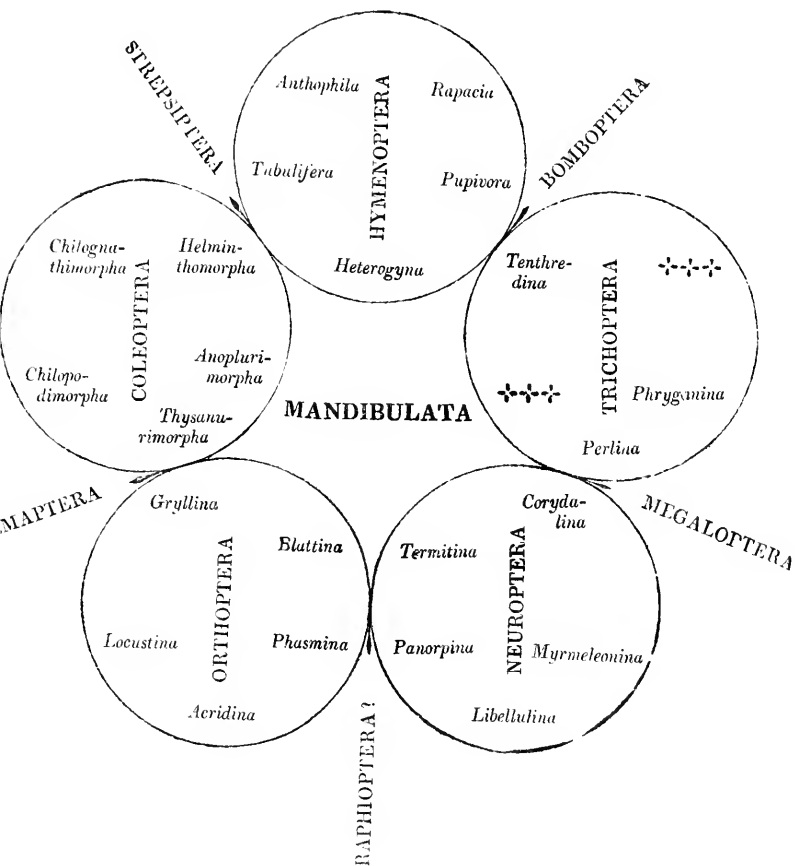 STREPSIPTERA
BOMBOPTERA
Anthophila
Rapacia
HYMENOPTERA
Tubulifera
Pupivora
Heterogyna
Chilogna-
thimorpha
Helmin-
thomorpha
COLEOPTERA
Anopluri-
morpha
Chilopo-
dimorpha
Thysanu-
rimorpha
Tenthre-
dina
TRICHOPTERA
⁘⁘⁘
⁘⁘⁘
Phryganina
Perlina
MANDIBULATA
MAPTERA
MEGALOPTERA
Gryllina
Blattina
ORTHOPTERA
Locustina
Phasmina
Acridina
Coryda-
lina
Termitina
NEUROPTERA
Panorpina
Myrmeleonina
Libellulina
RAPHIOPTERA?